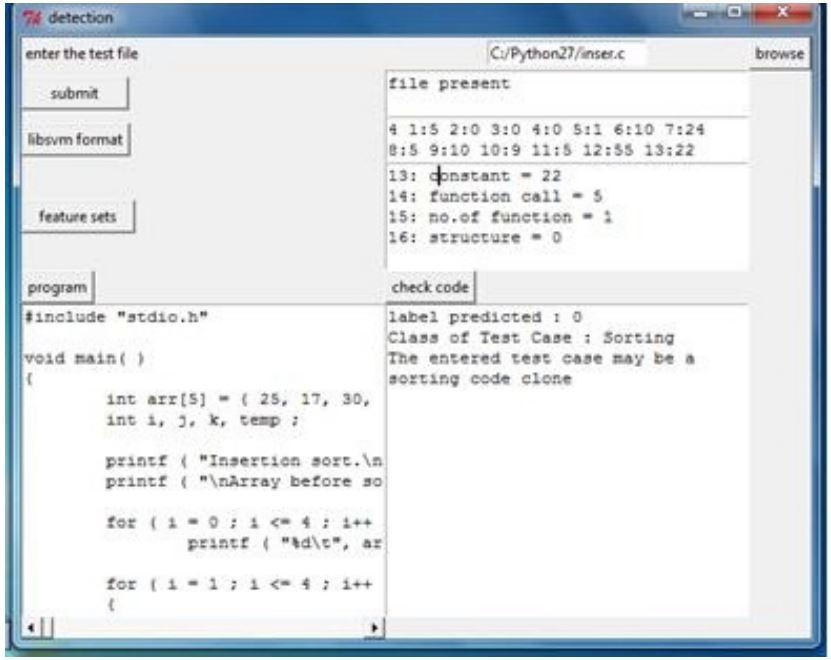 detection
enter the test file
C:/Python27/inser.c
browse
submit
file present
libsvm format
4 1:5 2:0 3:0 4:0 5:1 6:10 7:24
8:5 9:10 10:9 11:5 12:55 13:22
feature sets
13: constant = 22
14: function call = 5
15: no.of function = 1
16: structure = 0
program
check code
#include "stdio.h"
void main( )
{
int arr[5] = { 25, 17, 30,
int i, j, k, temp ;
printf ( "Insertion sort.\n
printf ( "\nArray before so
for ( i = 0 ; i <= 4 ; i++
printf ( "%d\t", ar
for ( i = 1 ; i <= 4 ; i++
{
label predicted : 0
Class of Test Case : Sorting
The entered test case may be a
sorting code clone